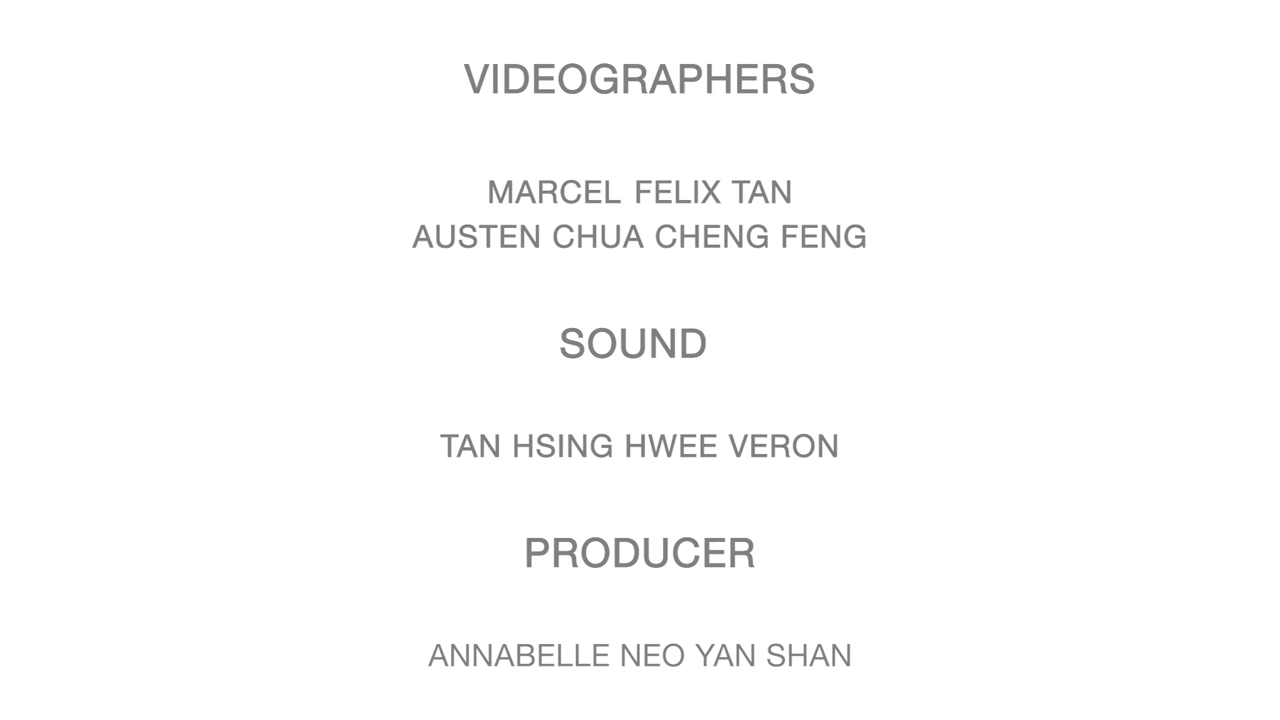 VIDEOGRAPHERS
MARCEL FELIX TAN
AUSTEN CHUA CHENG FENG
SOUND
TAN HSING HWEE VERON
PRODUCER
ANNABELLE NEO YAN SHAN